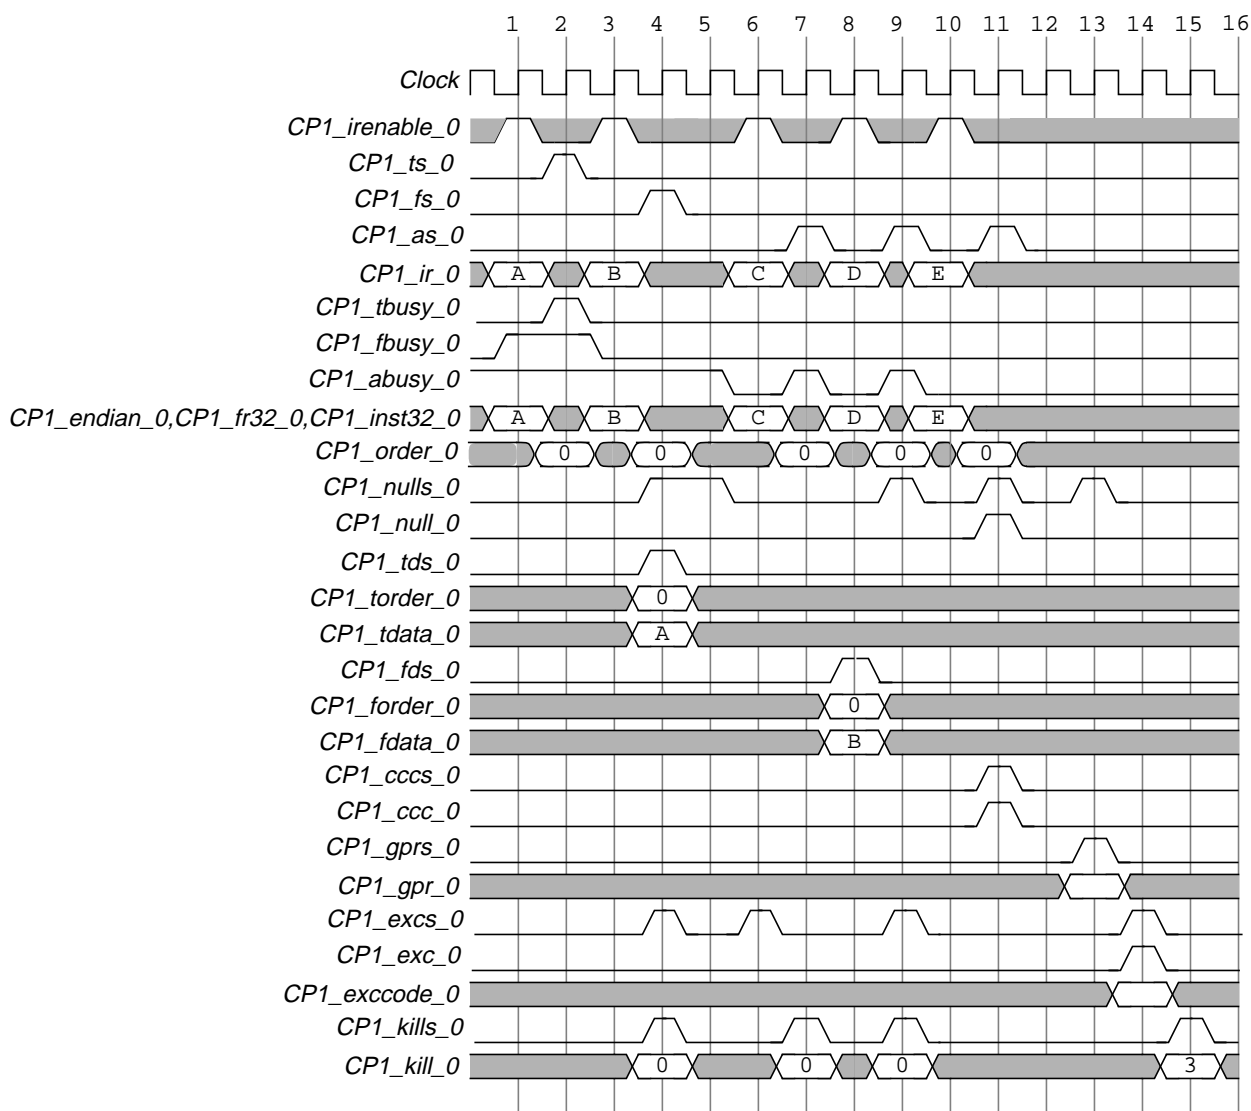 1 2 3 4 5 6 7 8 9 10 11 12 13 14 15 16
Clock
CP1_irenable_0
CP1_ts_0
CP1_fs_0
CP1_as_0
CP1_ir_0 A B C D E
CP1_tbusy_0
CP1_fbusy_0
CP1_abusy_0
CP1_endian_0,CP1_fr32_0,CP1_inst32_0 A B C D E
CP1_order_0 0 0 0 0 0
CP1_nulls_0
CP1_null_0
CP1_tds_0
CP1_torder_0 0
CP1_tdata_0 A
CP1_fds_0
CP1_forder_0 0
CP1_fdata_0 B
CP1_cccs_0
CP1_ccc_0
CP1_gprs_0
CP1_gpr_0
CP1_excs_0
CP1_exc_0
CP1_exccode_0
CP1_kills_0
CP1_kill_0 0 0 0 3